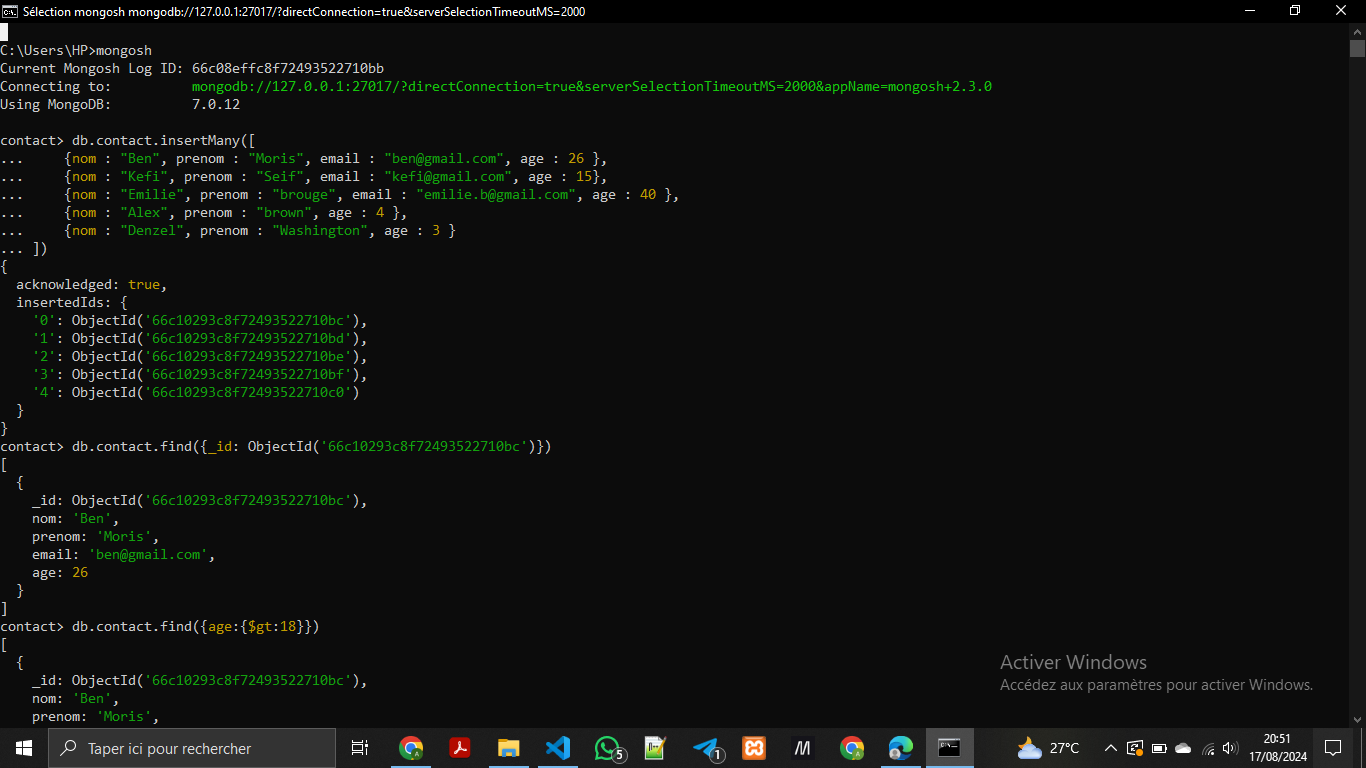 Sélection mongosh mongodb://127.0.0.1:27017/?directConnection=true&serverSelectionTimeoutMS=2000
C:\Users\HP>mongosh
Current Mongosh Log ID: 66c08effc8f72493522710bb
Connecting to:          mongodb://127.0.0.1:27017/?directConnection=true&serverSelectionTimeoutMS=2000&appName=mongosh+2.3.0
Using MongoDB:          7.0.12
contact> db.contact.insertMany([
...     {nom : "Ben", prenom : "Moris", email : "ben@gmail.com", age : 26 },
...     {nom : "Kefi", prenom : "Seif", email : "kefi@gmail.com", age : 15},
...     {nom : "Emilie", prenom : "brouge", email : "emilie.b@gmail.com", age : 40 },
...     {nom : "Alex", prenom : "brown", age : 4 },
...     {nom : "Denzel", prenom : "Washington", age : 3 }
... ])
{
  acknowledged: true,
  insertedIds: {
    '0': ObjectId('66c10293c8f72493522710bc'),
    '1': ObjectId('66c10293c8f72493522710bd'),
    '2': ObjectId('66c10293c8f72493522710be'),
    '3': ObjectId('66c10293c8f72493522710bf'),
    '4': ObjectId('66c10293c8f72493522710c0')
  }
}
contact> db.contact.find({_id: ObjectId('66c10293c8f72493522710bc')})
[
  {
    _id: ObjectId('66c10293c8f72493522710bc'),
    nom: 'Ben',
    prenom: 'Moris',
    email: 'ben@gmail.com',
    age: 26
  }
]
contact> db.contact.find({age:{$gt:18}})
[
  {
    _id: ObjectId('66c10293c8f72493522710bc'),
    nom: 'Ben',
    prenom: 'Moris',
Activer Windows
Accédez aux paramètres pour activer Windows.
Taper ici pour rechercher
5
1
27°C
20:51
17/08/2024